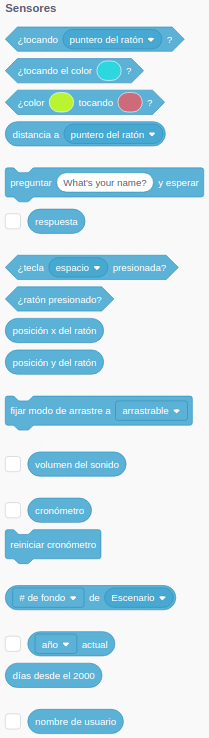 Sensores
¿tocando puntero del ratón ?
¿tocando el color ?
¿color tocando ?
distancia a puntero del ratón
preguntar What's your name? y esperar
respuesta
¿tecla espacio presionada?
¿ratón presionado?
posición x del ratón
posición y del ratón
fijar modo de arrastre a arrastrable
volumen del sonido
cronómetro
reiniciar cronómetro
# de fondo de Escenario
año actual
días desde el 2000
nombre de usuario